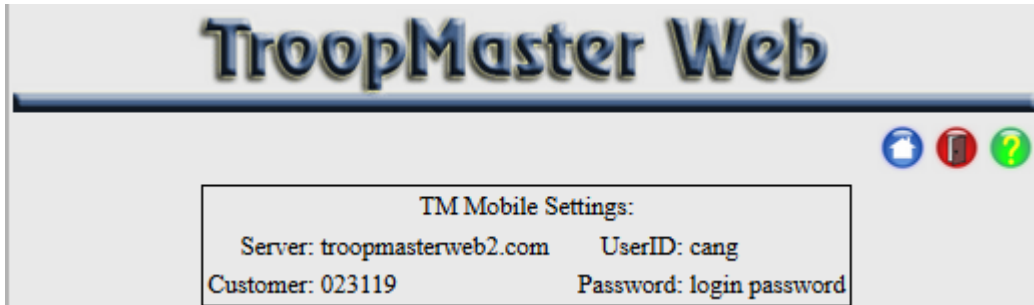 TroopMaster Web
?
TM Mobile Settings:
Server: troopmasterweb2.com UserID: cang
Customer: 023119 Password: login password